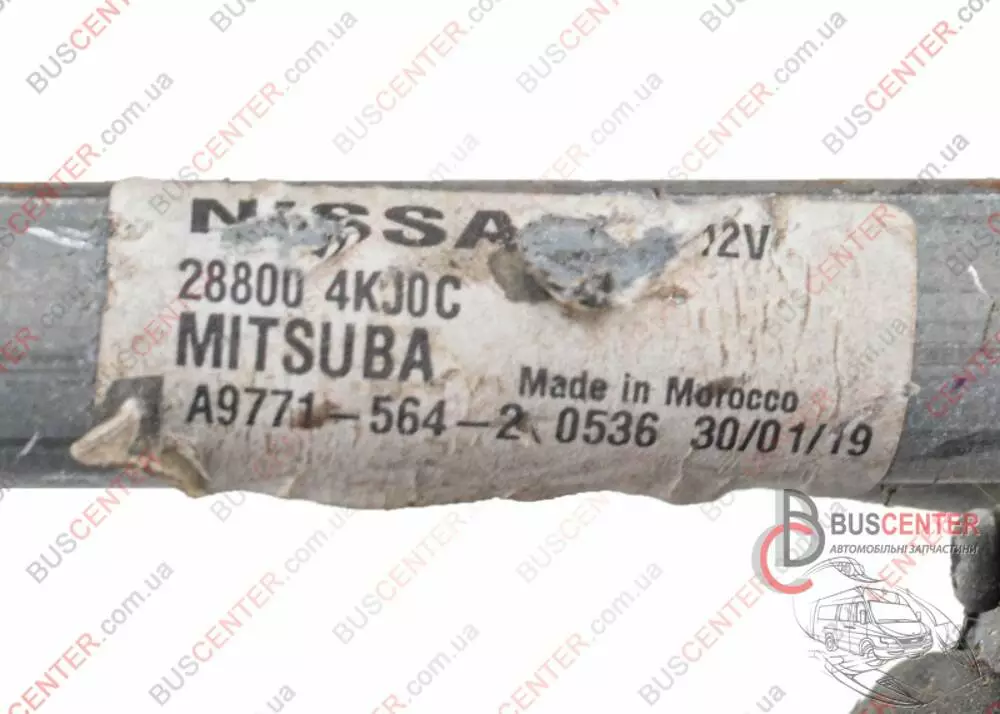 NISSA 12V
28800 4KJ0C
MITSUBA
Made in Morocco
A9771-564-2 0536 30/01/19
BUSCENTER
АВТОМОБІЛЬНІ ЗАПЧАСТИНИ
BUSCENTER.com.ua